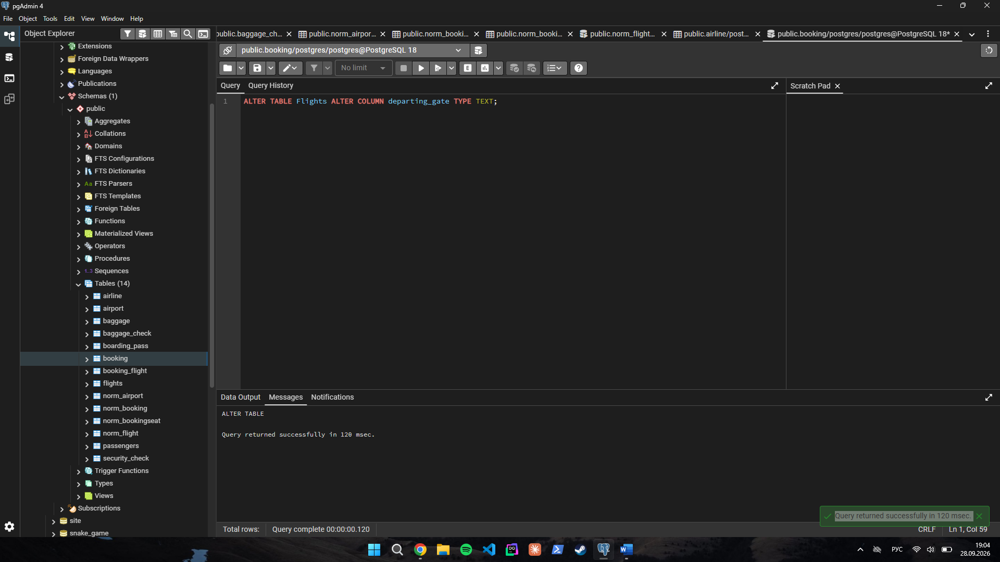 pgAdmin 4
File Object Tools Edit View Window Help
Object Explorer
public.baggage_ch... public.norm_airpor... public.norm_booki... public.norm_booki... public.norm_flight... public.airline/post... public.booking/postgres/postgres@PostgreSQL 18*
public.booking/postgres/postgres@PostgreSQL 18
No limit
E
Query Query History
Scratch Pad
1 ALTER TABLE Flights ALTER COLUMN departing_gate TYPE TEXT;
Extensions
Foreign Data Wrappers
Languages
Publications
Schemas (1)
public
Aggregates
Collations
Domains
FTS Configurations
FTS Dictionaries
Aa FTS Parsers
FTS Templates
Foreign Tables
Functions
Materialized Views
Operators
Procedures
1..3 Sequences
Tables (14)
airline
airport
baggage
baggage_check
boarding_pass
booking
booking_flight
flights
norm_airport
norm_booking
norm_bookingseat
norm_flight
passengers
security_check
Trigger Functions
Types
Views
Subscriptions
site
snake_game
Data Output Messages Notifications
ALTER TABLE
Query returned successfully in 120 msec.
Query returned successfully in 120 msec.
Total rows: Query complete 00:00:00.120
CRLF Ln 1, Col 59
РУС
19:04
28.09.2026